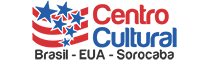 Centro
Cultural
Brasil - EUA - Sorocaba